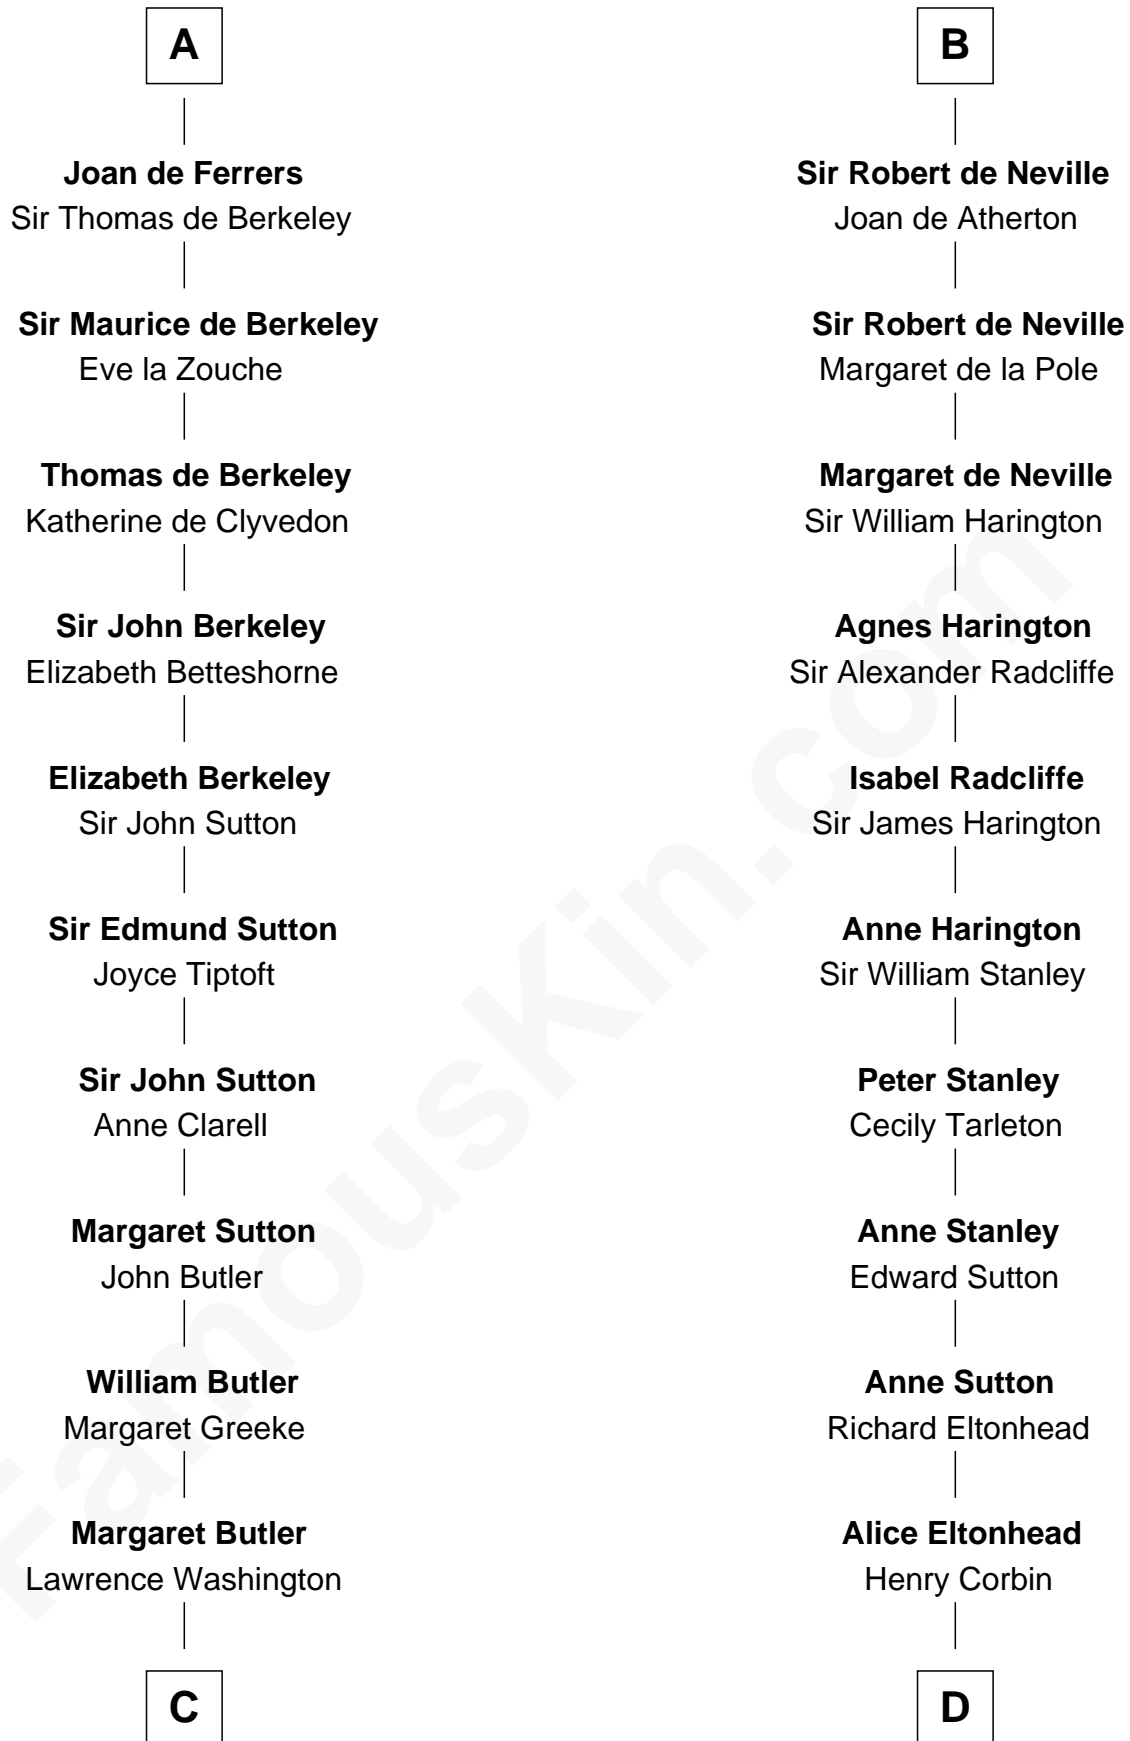 A
Joan de Ferrers
Sir Thomas de Berkeley
Sir Maurice de Berkeley
Eve la Zouche
Thomas de Berkeley
Katherine de Clyvedon
Sir John Berkeley
Elizabeth Betteshorne
Elizabeth Berkeley
Sir John Sutton
Sir Edmund Sutton
Joyce Tiptoft
Sir John Sutton
Anne Clarell
Margaret Sutton
John Butler
William Butler
Margaret Greeke
Margaret Butler
Lawrence Washington
C
B
Sir Robert de Neville
Joan de Atherton
Sir Robert de Neville
Margaret de la Pole
Margaret de Neville
Sir William Harington
Agnes Harington
Sir Alexander Radcliffe
Isabel Radcliffe
Sir James Harington
Anne Harington
Sir William Stanley
Peter Stanley
Cecily Tarleton
Anne Stanley
Edward Sutton
Anne Sutton
Richard Eltonhead
Alice Eltonhead
Henry Corbin
D
FamousKin.com